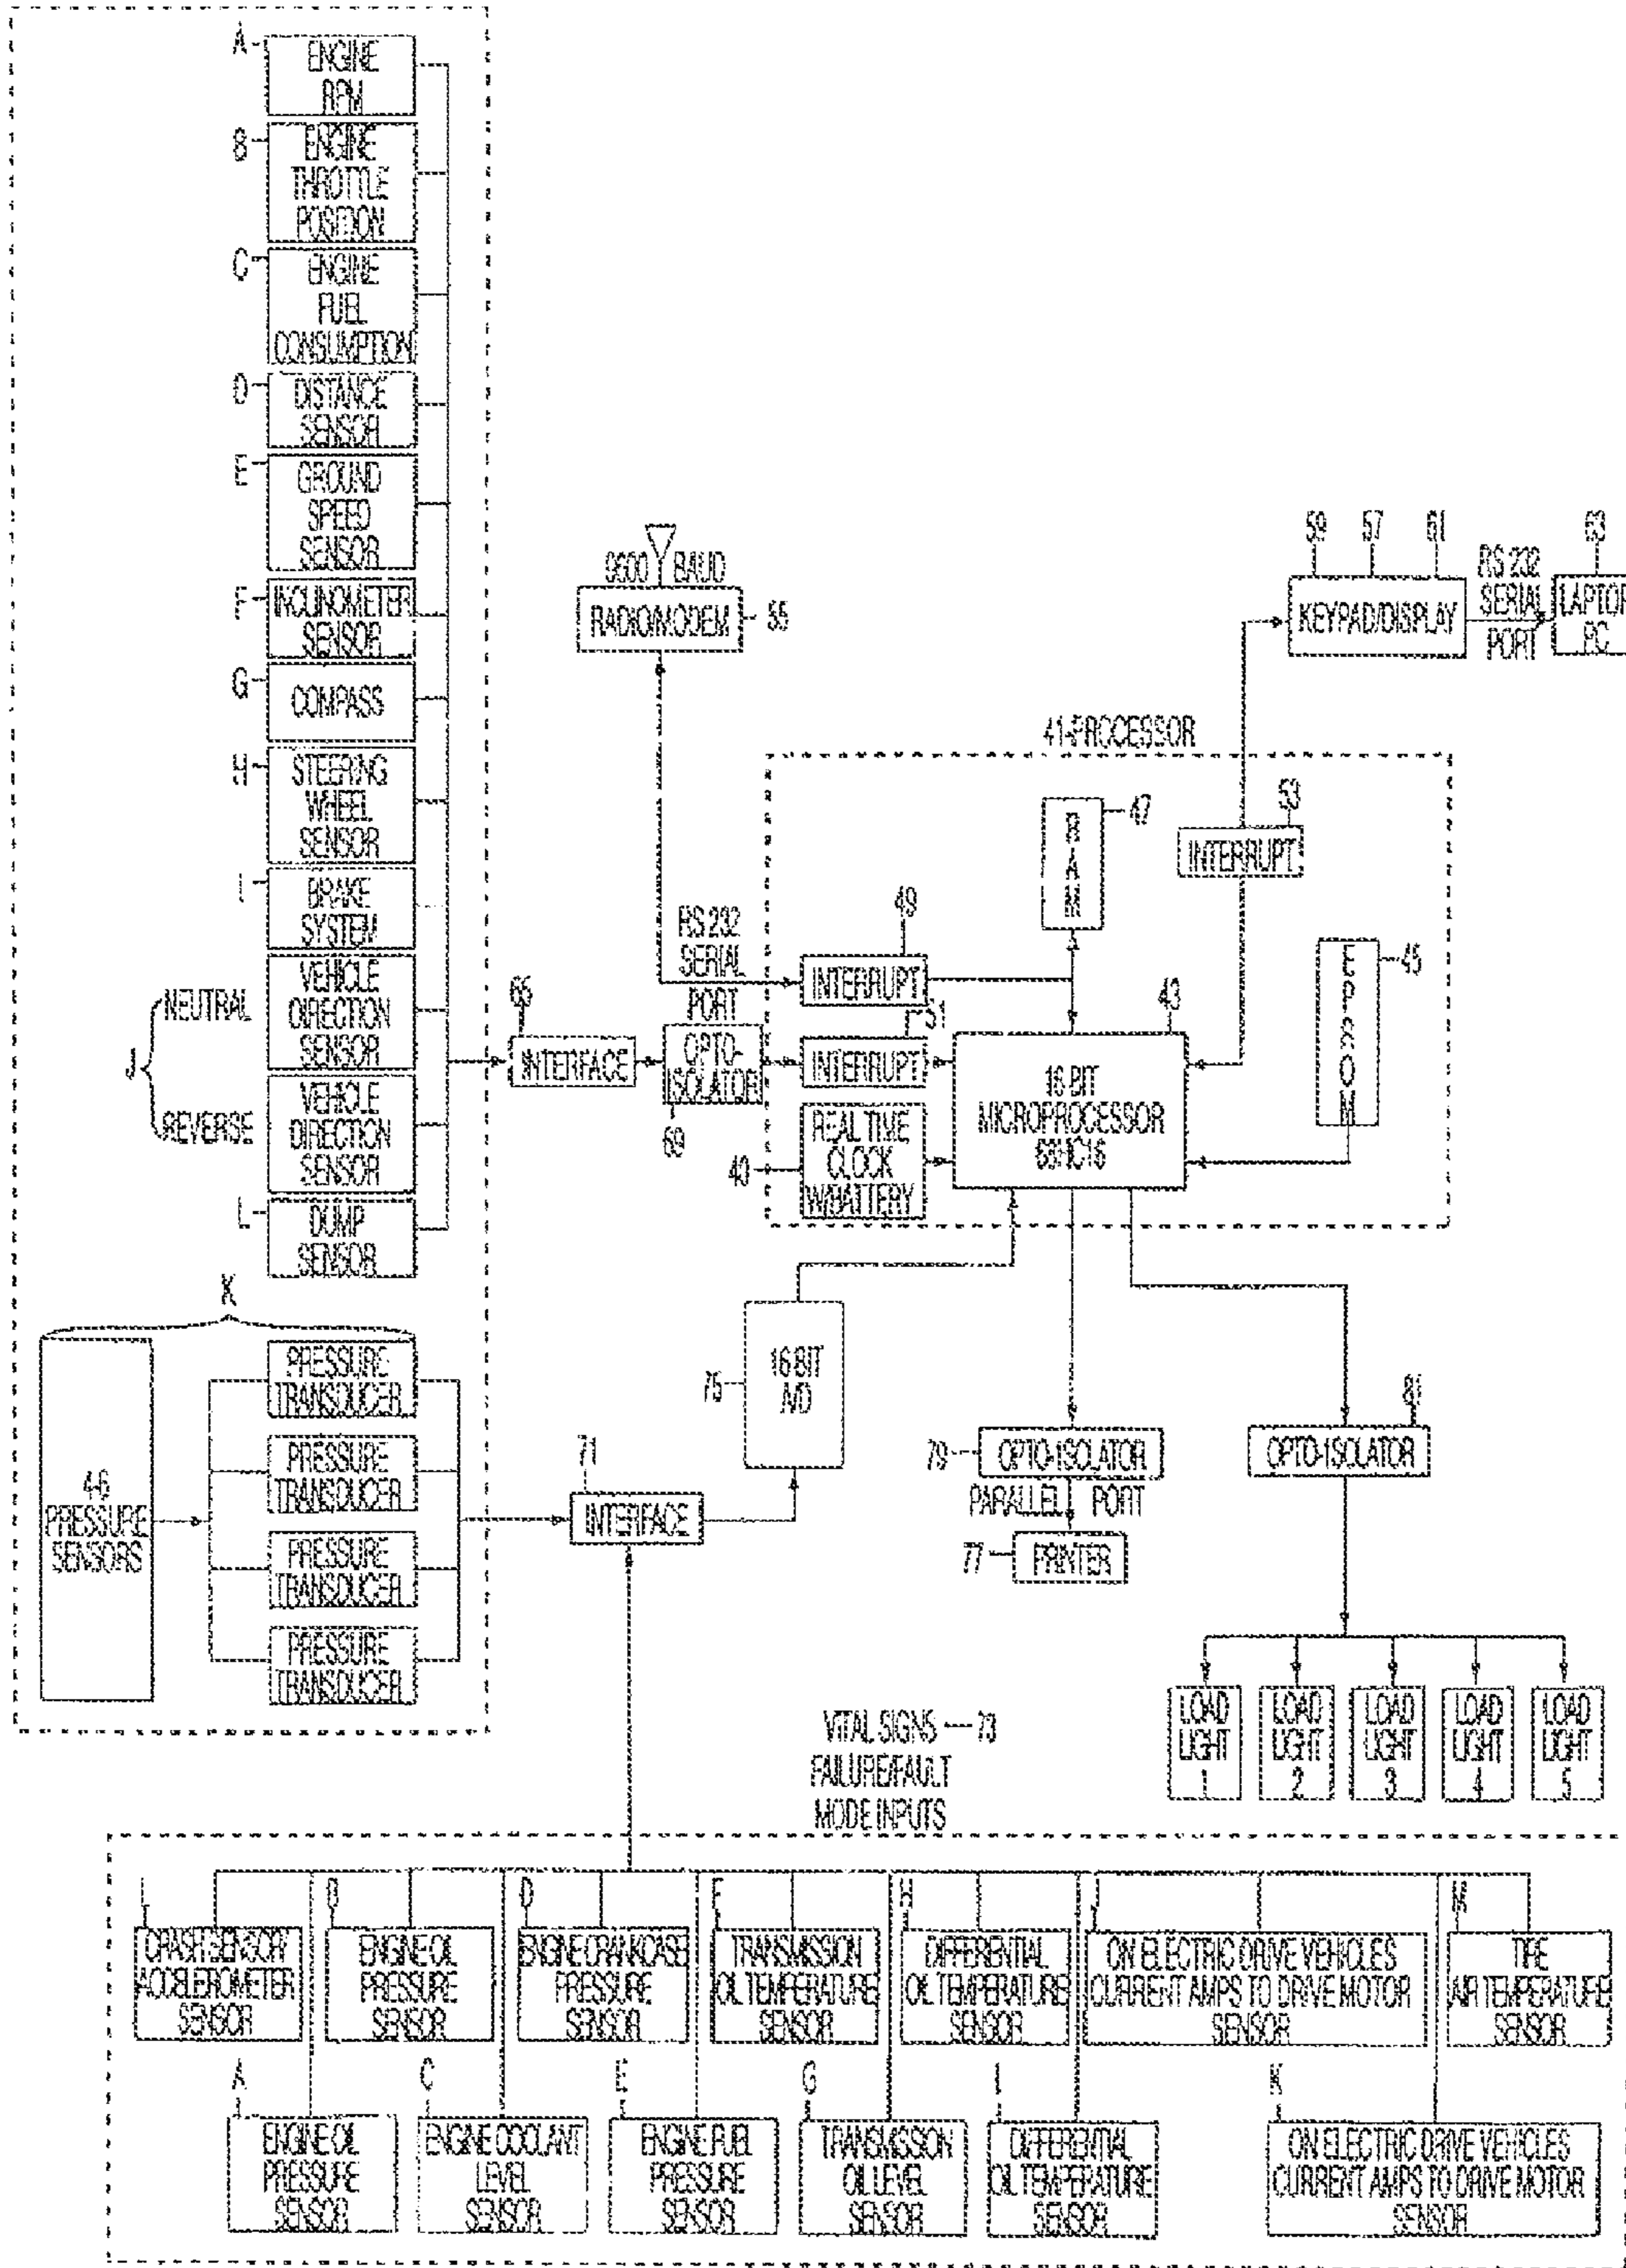 A
ENGINE
RPM
B
ENGINE
THROTTLE
POSITION
C
ENGINE
FUEL
CONSUMPTION
D
DISTANCE
SENSOR
E
GROUND
SPEED
SENSOR
F
INCLINOMETER
SENSOR
G
COMPASS
H
STEERING
WHEEL
SENSOR
I
BRAKE
SYSTEM
J
NEUTRAL
VEHICLE
DIRECTION
SENSOR
REVERSE
VEHICLE
DIRECTION
SENSOR
L
DUMP
SENSOR
K
4-6
PRESSURE
SENSORS
PRESSURE
TRANSDUCER
PRESSURE
TRANSDUCER
PRESSURE
TRANSDUCER
PRESSURE
TRANSDUCER
9600 BAUD
RADIO/MODEM
55
RS 232
SERIAL
PORT
65
INTERFACE
OPTO-
ISOLATOR
69
59
57
61
KEYPAD/DISPLAY
RS 232
SERIAL
PORT
63
LAPTOP
PC
41-PROCESSOR
RAM
47
53
INTERRUPT
49
INTERRUPT
51
INTERRUPT
43
16 BIT
MICROPROCESSOR
68HC16
EPROM
45
REAL TIME
CLOCK
W/BATTERY
71
INTERFACE
75
16 BIT
A/D
79
OPTO-ISOLATOR
PARALLEL PORT
77
PRINTER
81
OPTO-ISOLATOR
LOAD
LIGHT
1
LOAD
LIGHT
2
LOAD
LIGHT
3
LOAD
LIGHT
4
LOAD
LIGHT
5
VITAL SIGNS --- 73
FAILURE/FAULT
MODE INPUTS
L
CRASH SENSOR/
ACCELEROMETER
SENSOR
ENGINE OIL
PRESSURE
SENSOR
D
ENGINE CRANKCASE
PRESSURE
SENSOR
F
TRANSMISSION
OIL TEMPERATURE
SENSOR
H
DIFFERENTIAL
OIL TEMPERATURE
SENSOR
J
ON ELECTRIC DRIVE VEHICLES
CURRENT AMPS TO DRIVE MOTOR
SENSOR
M
TIRE
AIR TEMPERATURE
SENSOR
A
ENGINE OIL
PRESSURE
SENSOR
C
ENGINE COOLANT
LEVEL
SENSOR
E
ENGINE FUEL
PRESSURE
SENSOR
G
TRANSMISSION
OIL LEVEL
SENSOR
I
DIFFERENTIAL
OIL TEMPERATURE
SENSOR
K
ON ELECTRIC DRIVE VEHICLES
CURRENT AMPS TO DRIVE MOTOR
SENSOR